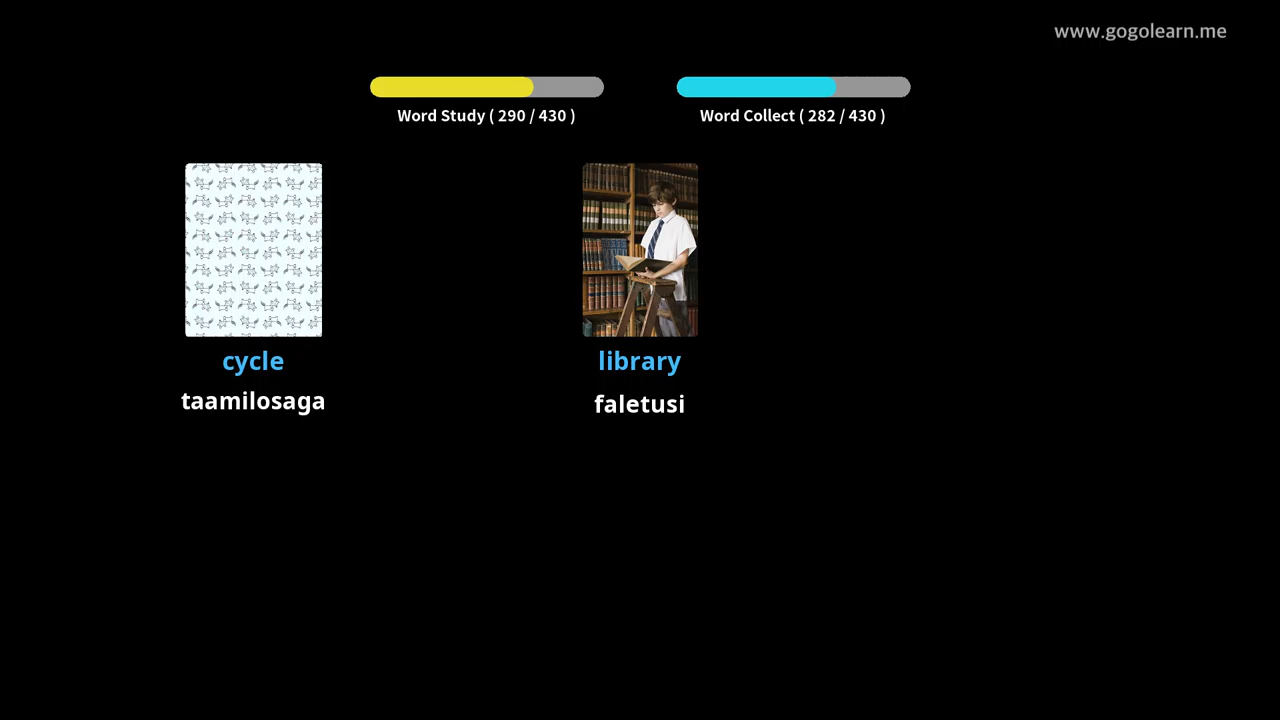 www.gogolearn.me
Word Study ( 290 / 430 )
Word Collect ( 282 / 430 )
cycle
taamilosaga
library
faletusi